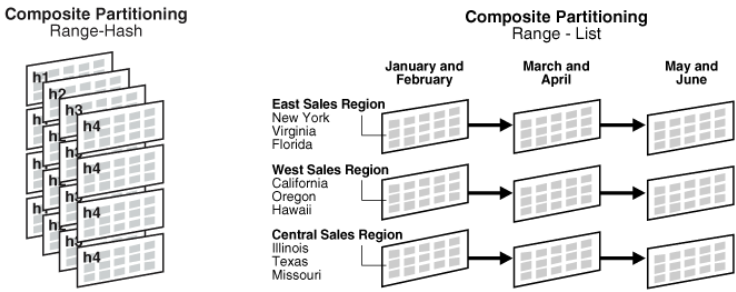 Composite Partitioning
Range-Hash
h1
h2
h3
h4
h4
h4
h4
Composite Partitioning
Range - List
January and
February
March and
April
May and
June
East Sales Region
New York
Virginia
Florida
West Sales Region
California
Oregon
Hawaii
Central Sales Region
Illinois
Texas
Missouri